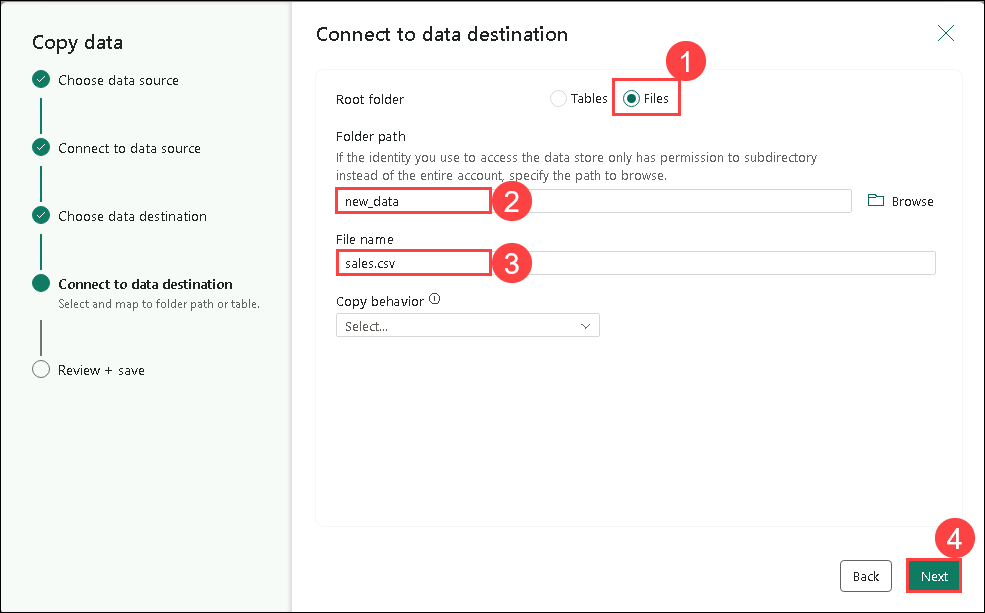 Copy data
Choose data source
Connect to data source
Choose data destination
Connect to data destination
Select and map to folder path or table.
Review + save
Connect to data destination
1
Root folder
Tables
Files
Folder path
If the identity you use to access the data store only has permission to subdirectory
instead of the entire account, specify the path to browse.
new_data
2
Browse
File name
sales.csv
3
Copy behavior
Select...
4
Back
Next